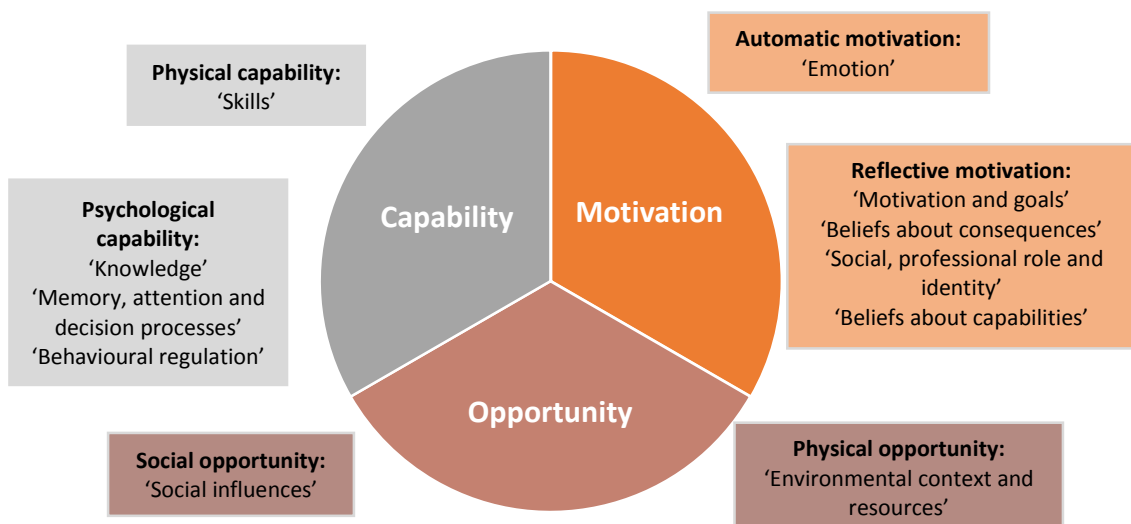 Physical capability:
‘Skills’
Automatic motivation:
‘Emotion’
Psychological
capability:
‘Knowledge’
‘Memory, attention and
decision processes’
‘Behavioural regulation’
Capability
Motivation
Reflective motivation:
‘Motivation and goals’
‘Beliefs about consequences’
‘Social, professional role and
identity’
‘Beliefs about capabilities’
Opportunity
Social opportunity:
‘Social influences’
Physical opportunity:
‘Environmental context and
resources’